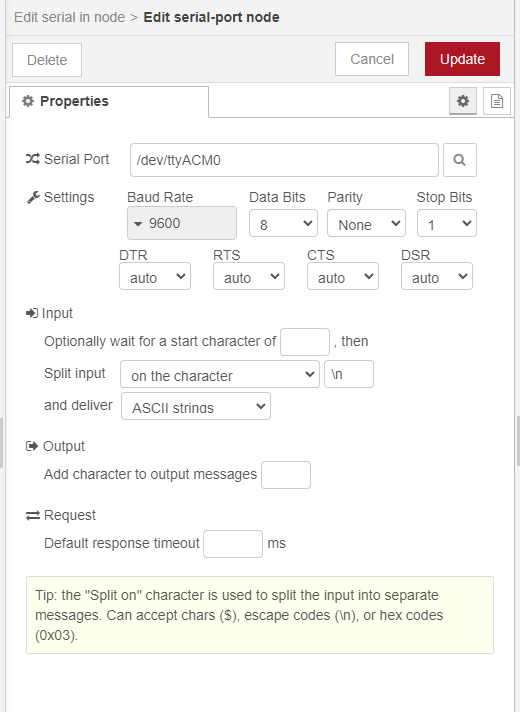 Edit serial in node > Edit serial-port node
Delete Cancel Update
Properties
Serial Port /dev/ttyACM0
Settings Baud Rate Data Bits Parity Stop Bits
9600 8 None 1
DTR RTS CTS DSR
auto auto auto auto
Input
Optionally wait for a start character of , then
Split input on the character \n
and deliver ASCII strings
Output
Add character to output messages
Request
Default response timeout ms
Tip: the "Split on" character is used to split the input into separate
messages. Can accept chars ($), escape codes (\n), or hex codes
(0x03).